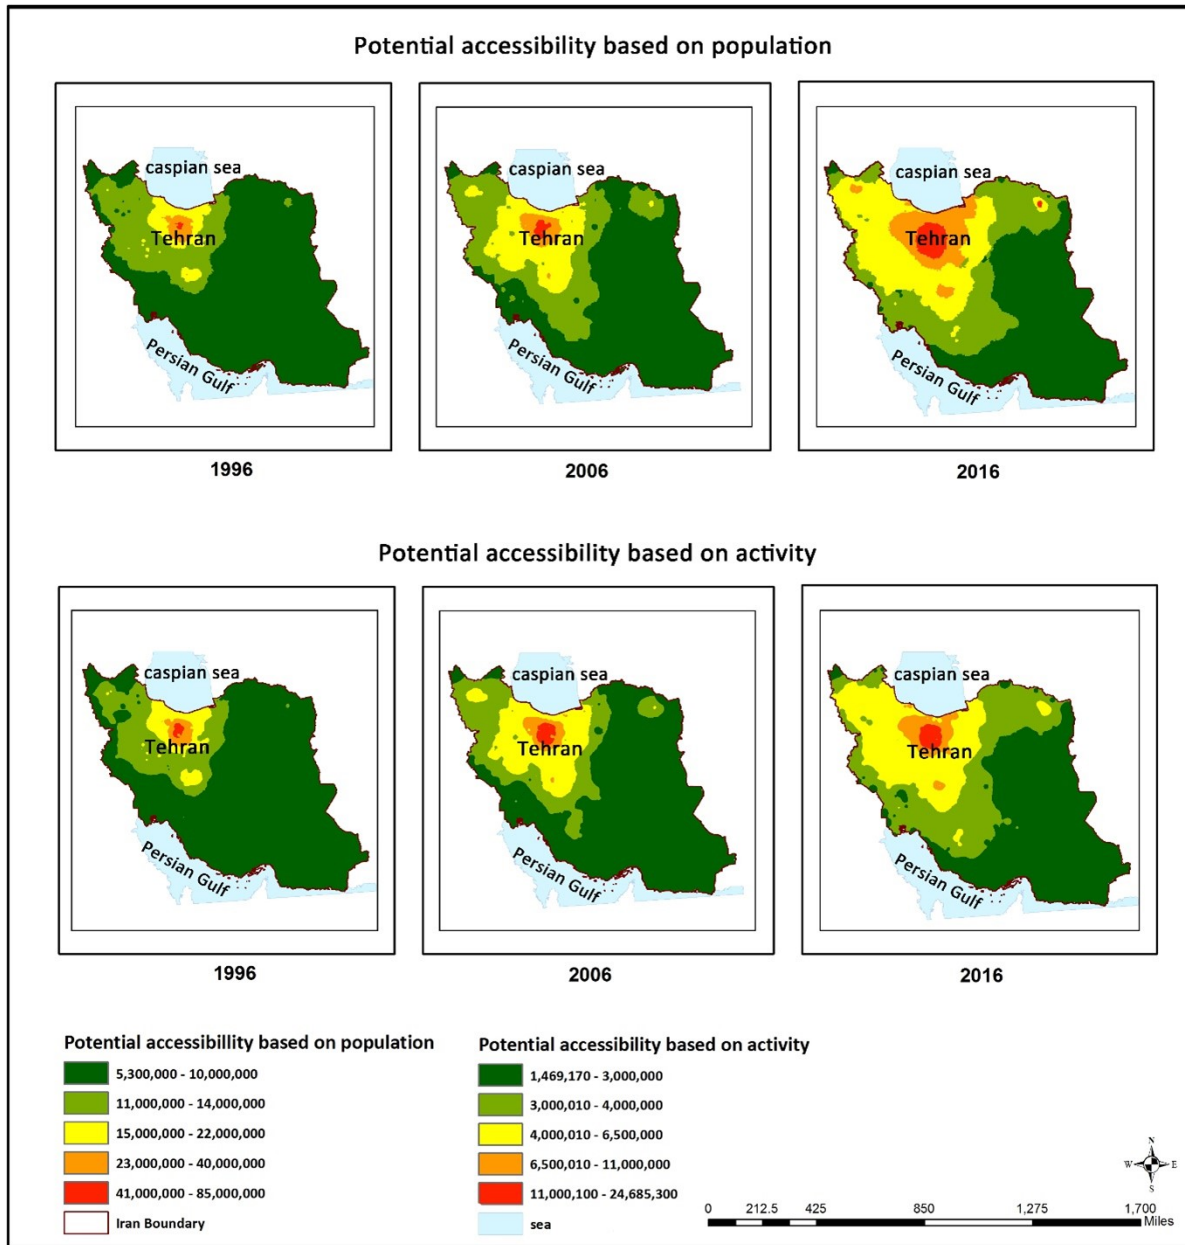 Potential accessibility based on population
caspian sea
Tehran
Persian Gulf
1996
caspian sea
Tehran
Persian Gulf
2006
caspian sea
Tehran
Persian Gulf
2016
Potential accessibility based on activity
caspian sea
Tehran
Persian Gulf
1996
caspian sea
Tehran
Persian Gulf
2006
caspian sea
Tehran
Persian Gulf
2016
Potential accessibillity based on population
5,300,000 - 10,000,000
11,000,000 - 14,000,000
15,000,000 - 22,000,000
23,000,000 - 40,000,000
41,000,000 - 85,000,000
Iran Boundary
Potential accessibility based on activity
1,469,170 - 3,000,000
3,000,010 - 4,000,000
4,000,010 - 6,500,000
6,500,010 - 11,000,000
11,000,100 - 24,685,300
sea
N
W E
S
0 212.5 425 850 1,275 1,700
Miles